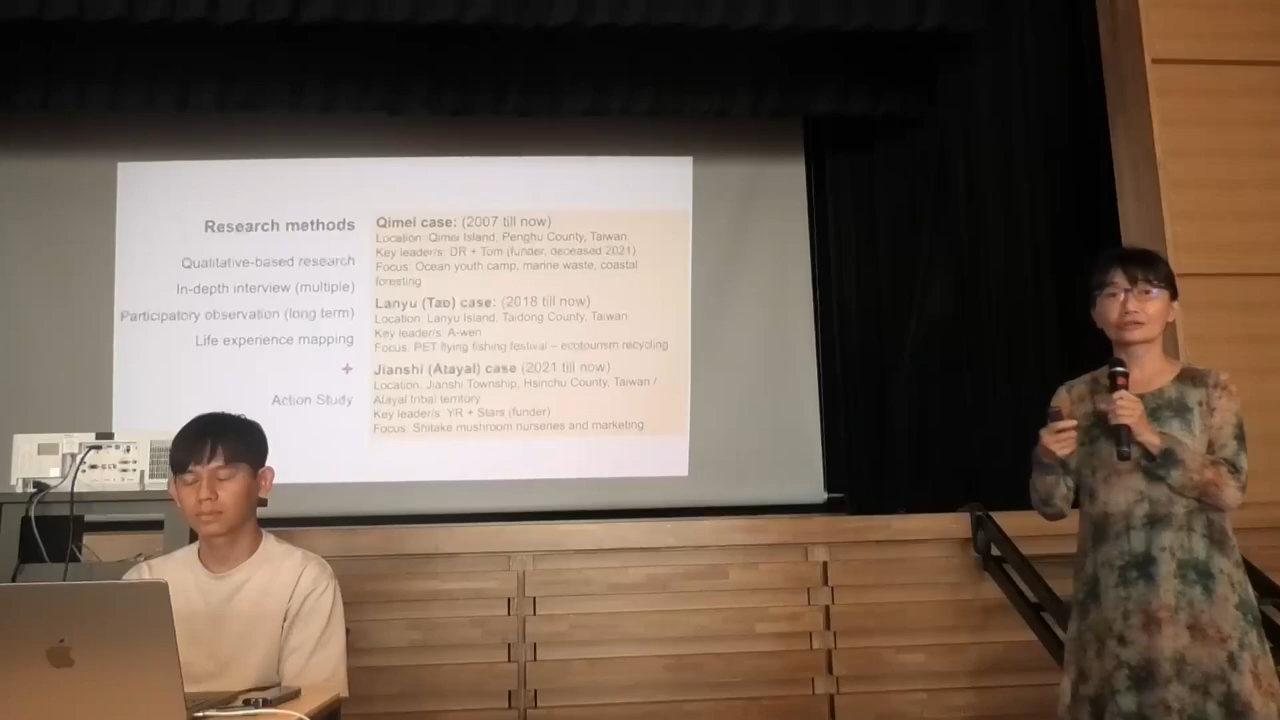 Research methods
Qualitative-based research
In-depth interview (multiple)
Participatory observation (long term)
Life experience mapping
+
Action Study
Qimei case: (2007 till now)
Location: Qimei Island, Penghu County, Taiwan
Key leader/s: DR + Tom (funder, deceased 2021)
Focus: Ocean youth camp, marine waste, coastal
foresting
Lanyu (Tao) case: (2018 till now)
Location: Lanyu Island, Taidong County, Taiwan
Key leader/s: A-wen
Focus: PET flying fishing festival – ecotourism recycling
Jianshi (Atayal) case (2021 till now)
Location: Jianshi Township, Hsinchu County, Taiwan /
Atayal tribal territory
Key leader/s: YR + Stars (funder)
Focus: Shitake mushroom nurseries and marketing